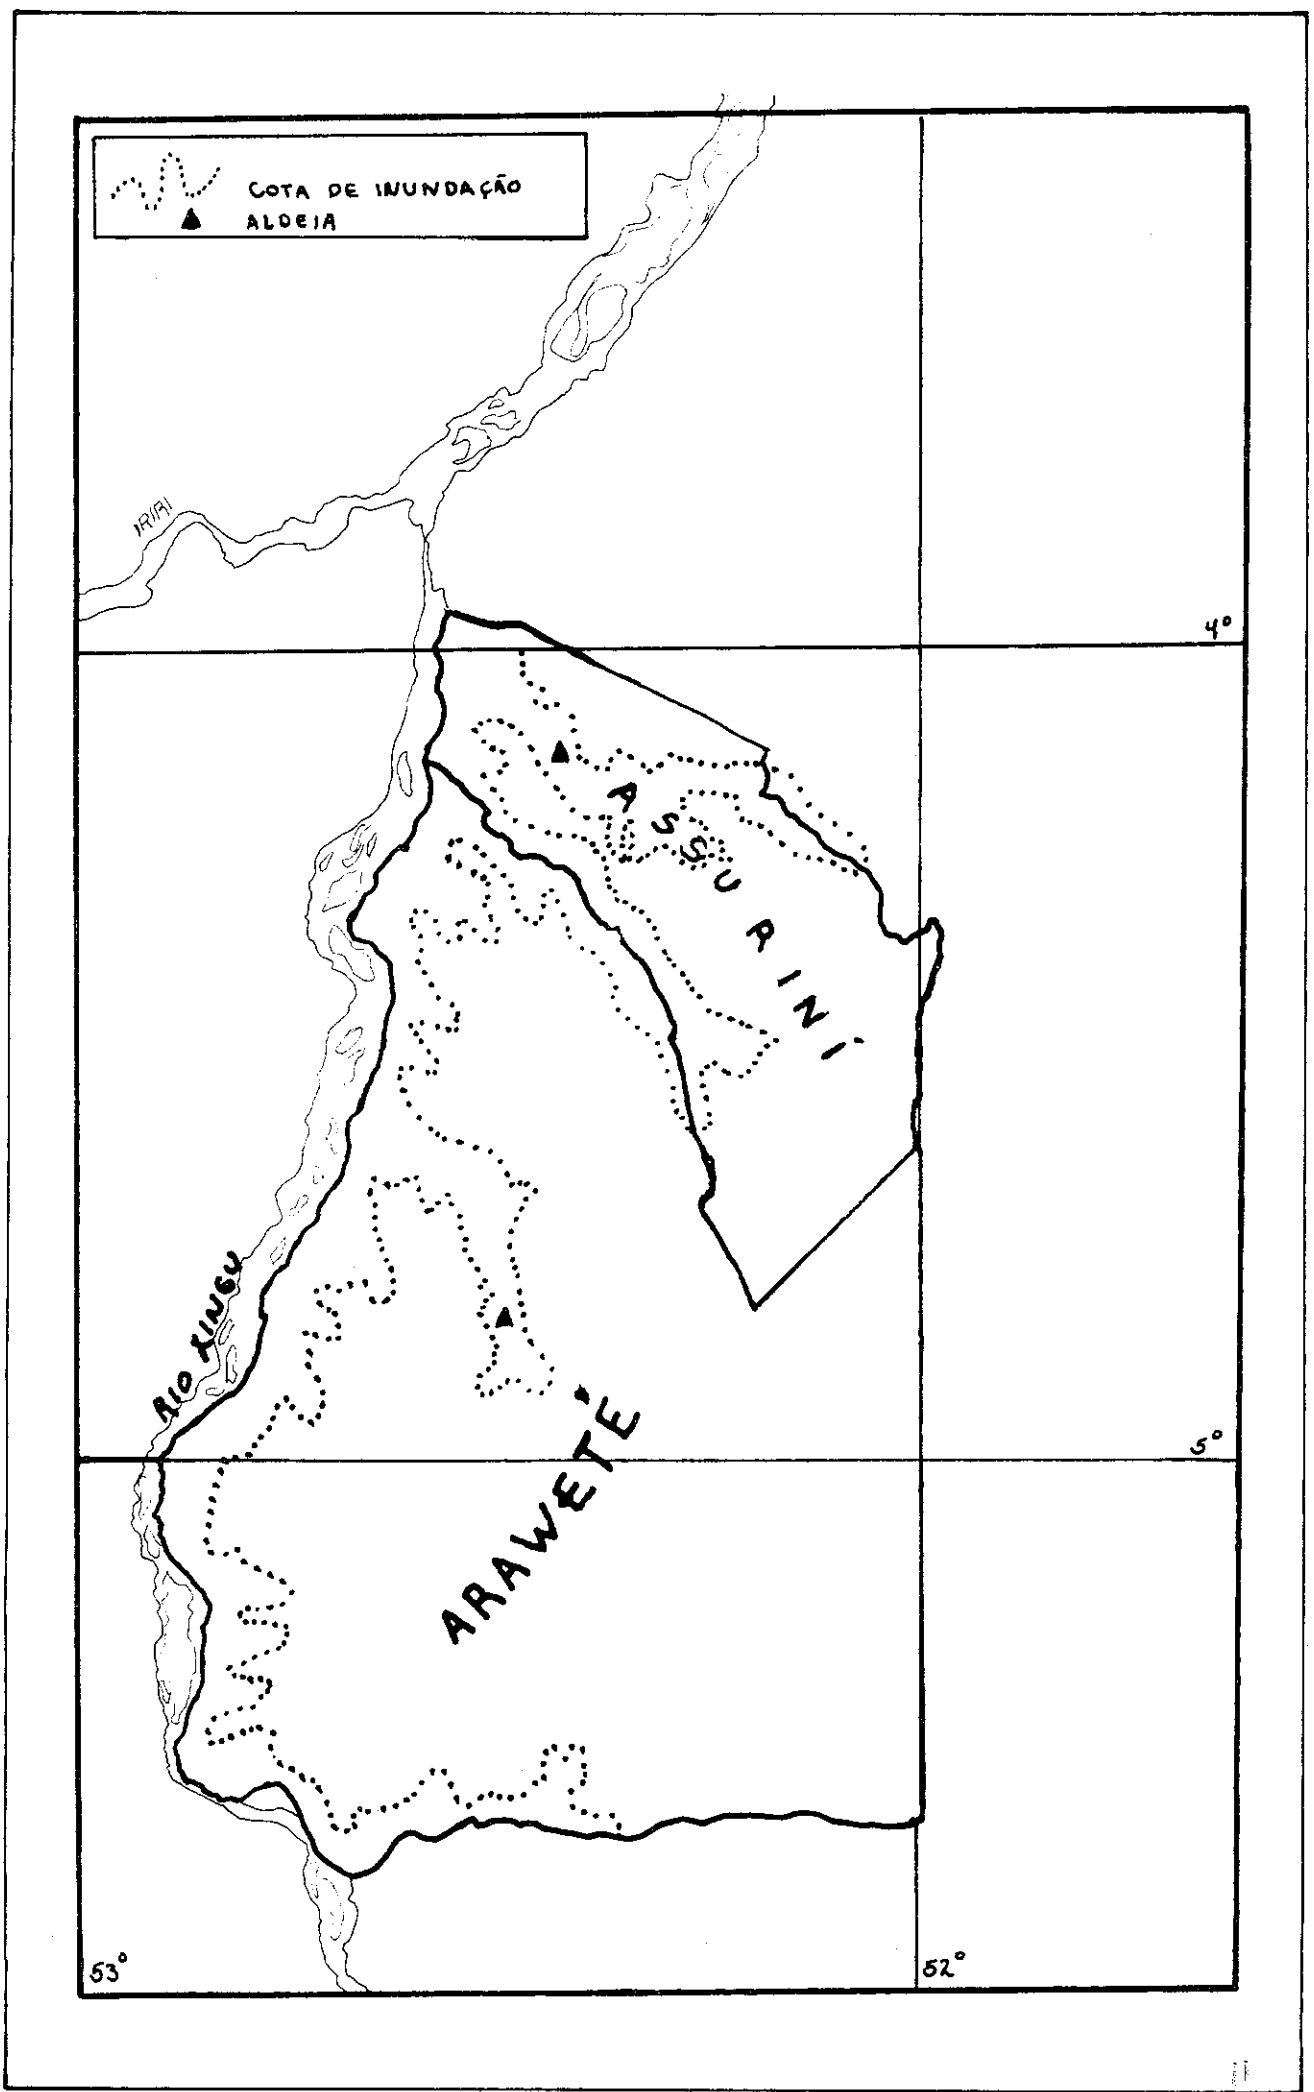 COTA DE INUNDAÇÃO
ALDEIA
IRIRI
4°
ASSURINÍ
RIO XINGU
5°
ARAWETÉ
53°
52°